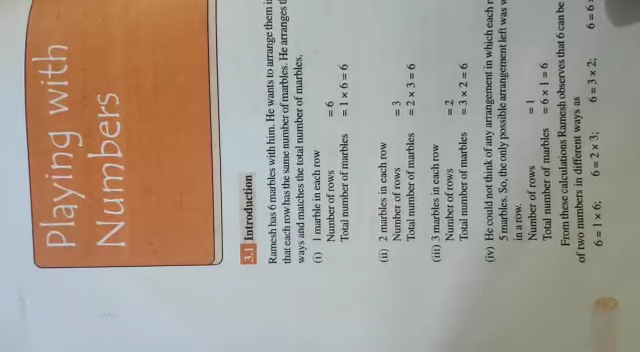 Playing with
Numbers
3.1 Introduction
Ramesh has 6 marbles with him. He wants to arrange them
that each row has the same number of marbles. He arranges
ways and matches the total number of marbles.
(i) 1 marble in each row
Number of rows = 6
Total number of marbles = 1 x 6 = 6
(ii) 2 marbles in each row
Number of rows = 3
Total number of marbles = 2 x 3 = 6
(iii) 3 marbles in each row
Number of rows = 2
Total number of marbles = 3 x 2 = 6
(iv) He could not think of any arrangement in which each
5 marbles. So, the only possible arrangement left was
in a row.
Number of rows = 1
Total number of marbles = 6 x 1 = 6
From these calculations Ramesh observes that 6 can be
of two numbers in different ways as
6 = 1 x 6; 6 = 2 x 3; 6 = 3 x 2; 6 = 6